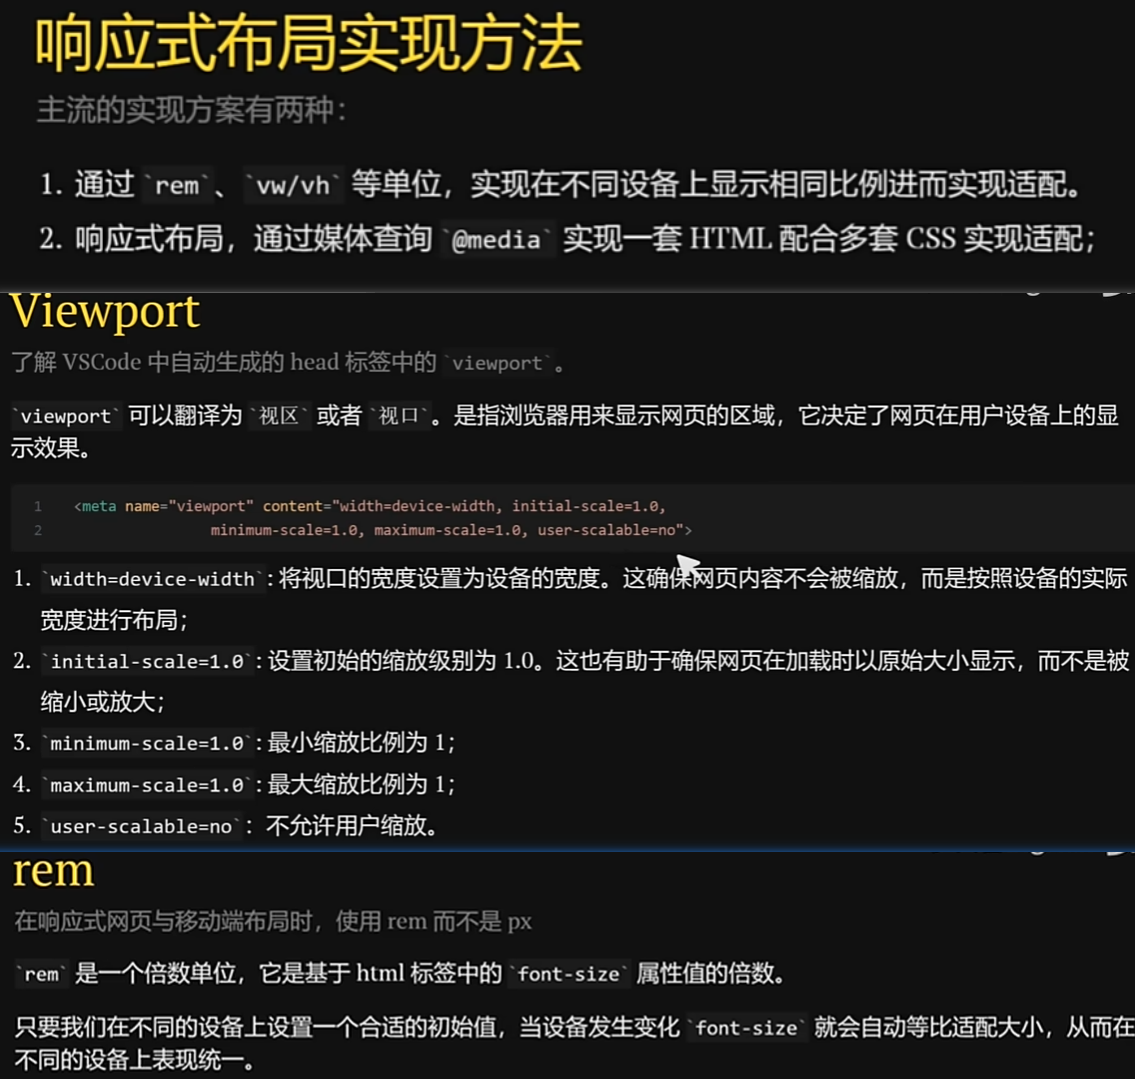 响应式布局实现方法
主流的实现方案有两种：
1. 通过 `rem`、`vw/vh` 等单位，实现在不同设备上显示相同比例进而实现适配。
2. 响应式布局，通过媒体查询 `@media` 实现一套 HTML 配合多套 CSS 实现适配；
Viewport
了解 VSCode 中自动生成的 head 标签中的 `viewport`。
`viewport` 可以翻译为 `视区` 或者 `视口`。是指浏览器用来显示网页的区域，它决定了网页在用户设备上的显
示效果。
1 <meta name="viewport" content="width=device-width, initial-scale=1.0,
2 minimum-scale=1.0, maximum-scale=1.0, user-scalable=no">
1. `width=device-width`: 将视口的宽度设置为设备的宽度。这确保网页内容不会被缩放，而是按照设备的实际
宽度进行布局；
2. `initial-scale=1.0`: 设置初始的缩放级别为 1.0。这也有助于确保网页在加载时以原始大小显示，而不是被
缩小或放大；
3. `minimum-scale=1.0`: 最小缩放比例为 1；
4. `maximum-scale=1.0`: 最大缩放比例为 1；
5. `user-scalable=no`： 不允许用户缩放。
rem
在响应式网页与移动端布局时，使用 rem 而不是 px
`rem` 是一个倍数单位，它是基于 html 标签中的 `font-size` 属性值的倍数。
只要我们在不同的设备上设置一个合适的初始值，当设备发生变化 `font-size` 就会自动等比适配大小，从而在
不同的设备上表现统一。